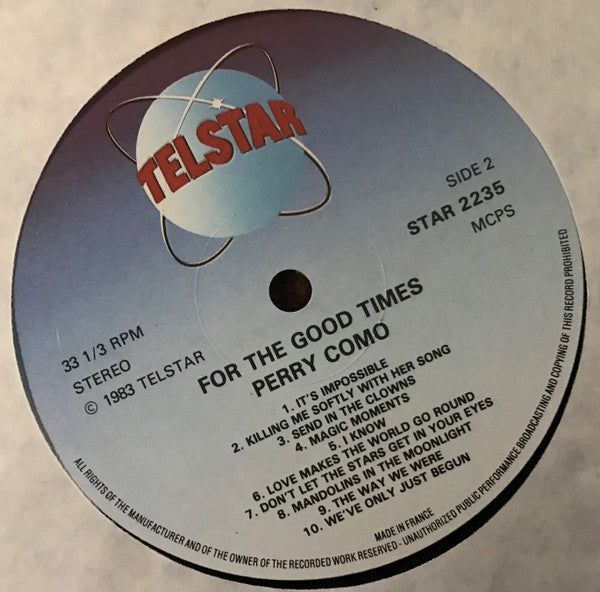 TELSTAR
SIDE 2
STAR 2235
MCPS
33 1/3 RPM
STEREO
© 1983 TELSTAR
FOR THE GOOD TIMES
PERRY COMO
1. IT'S IMPOSSIBLE
2. KILLING ME SOFTLY WITH HER SONG
3. SEND IN THE CLOWNS
4. MAGIC MOMENTS
5. I KNOW
6. LOVE MAKES THE WORLD GO ROUND
7. DON'T LET THE STARS GET IN YOUR EYES
8. MANDOLINS IN THE MOONLIGHT
9. THE WAY WE WERE
10. WE'VE ONLY JUST BEGUN
MADE IN FRANCE
ALL RIGHTS OF THE MANUFACTURER AND OF THE OWNER OF THE RECORDED WORK RESERVED - UNAUTHORIZED PUBLIC PERFORMANCE BROADCASTING AND COPYING OF THIS RECORD PROHIBITED